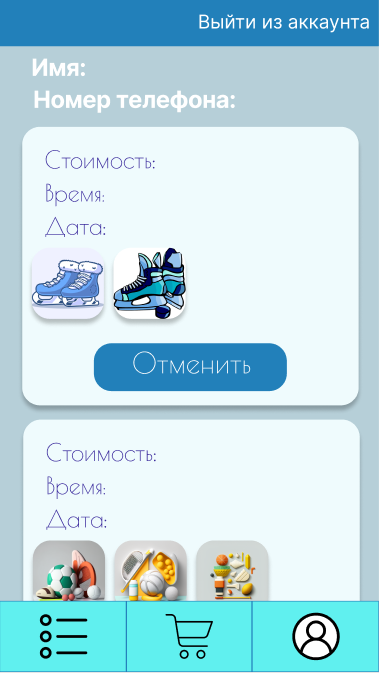 Выйти из аккаунта
Имя:
Номер телефона:
Стоимость:
Время:
Дата:
Отменить
Стоимость:
Время:
Дата: